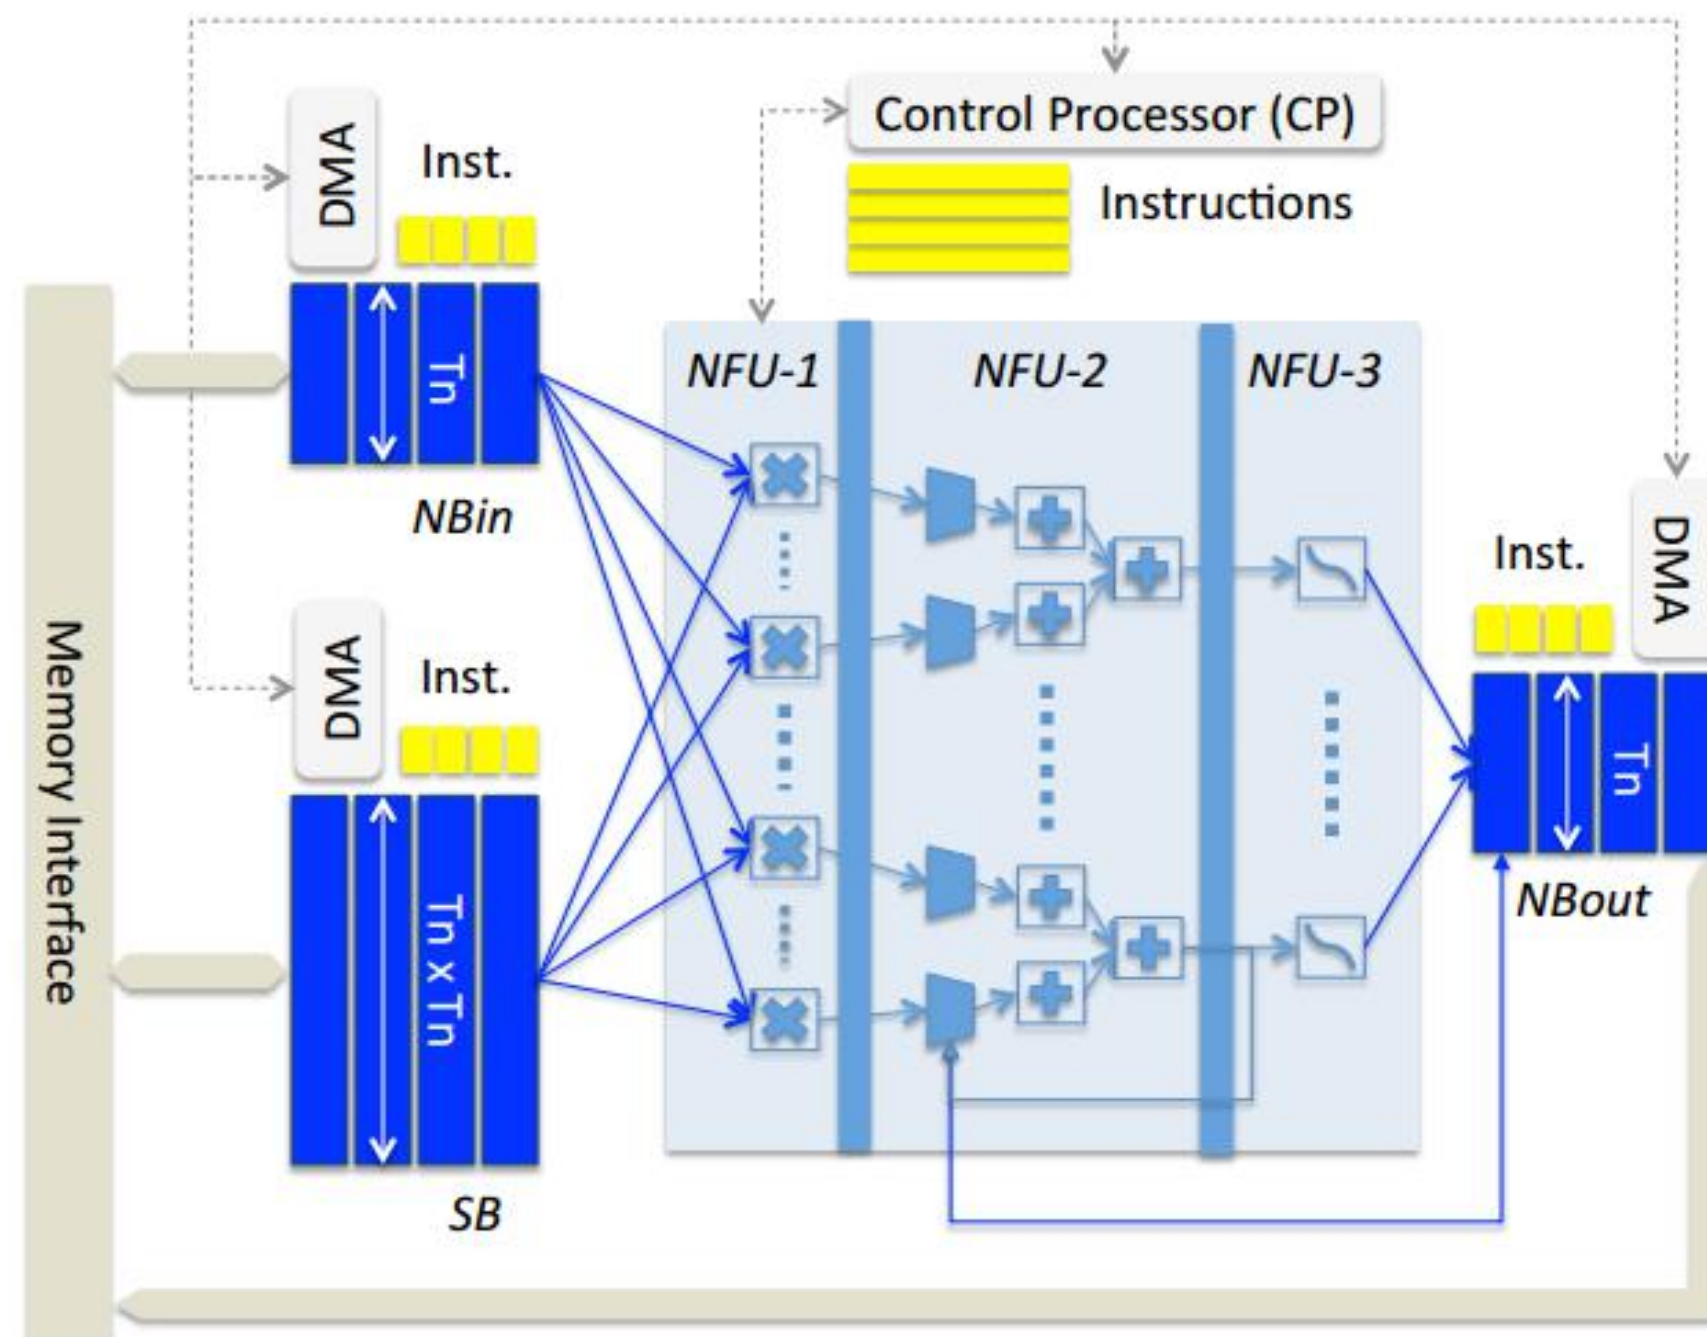 Control Processor (CP)
DMA
Inst.
Instructions
Tn
NBin
NFU-1
NFU-2
NFU-3
Memory Interface
DMA
Inst.
Tn x Tn
SB
Inst.
DMA
Tn
NBout